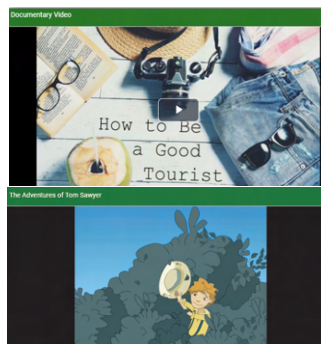 Documentary Video
How to Be
a Good
Tourist
The Adventures of Tom Sawyer